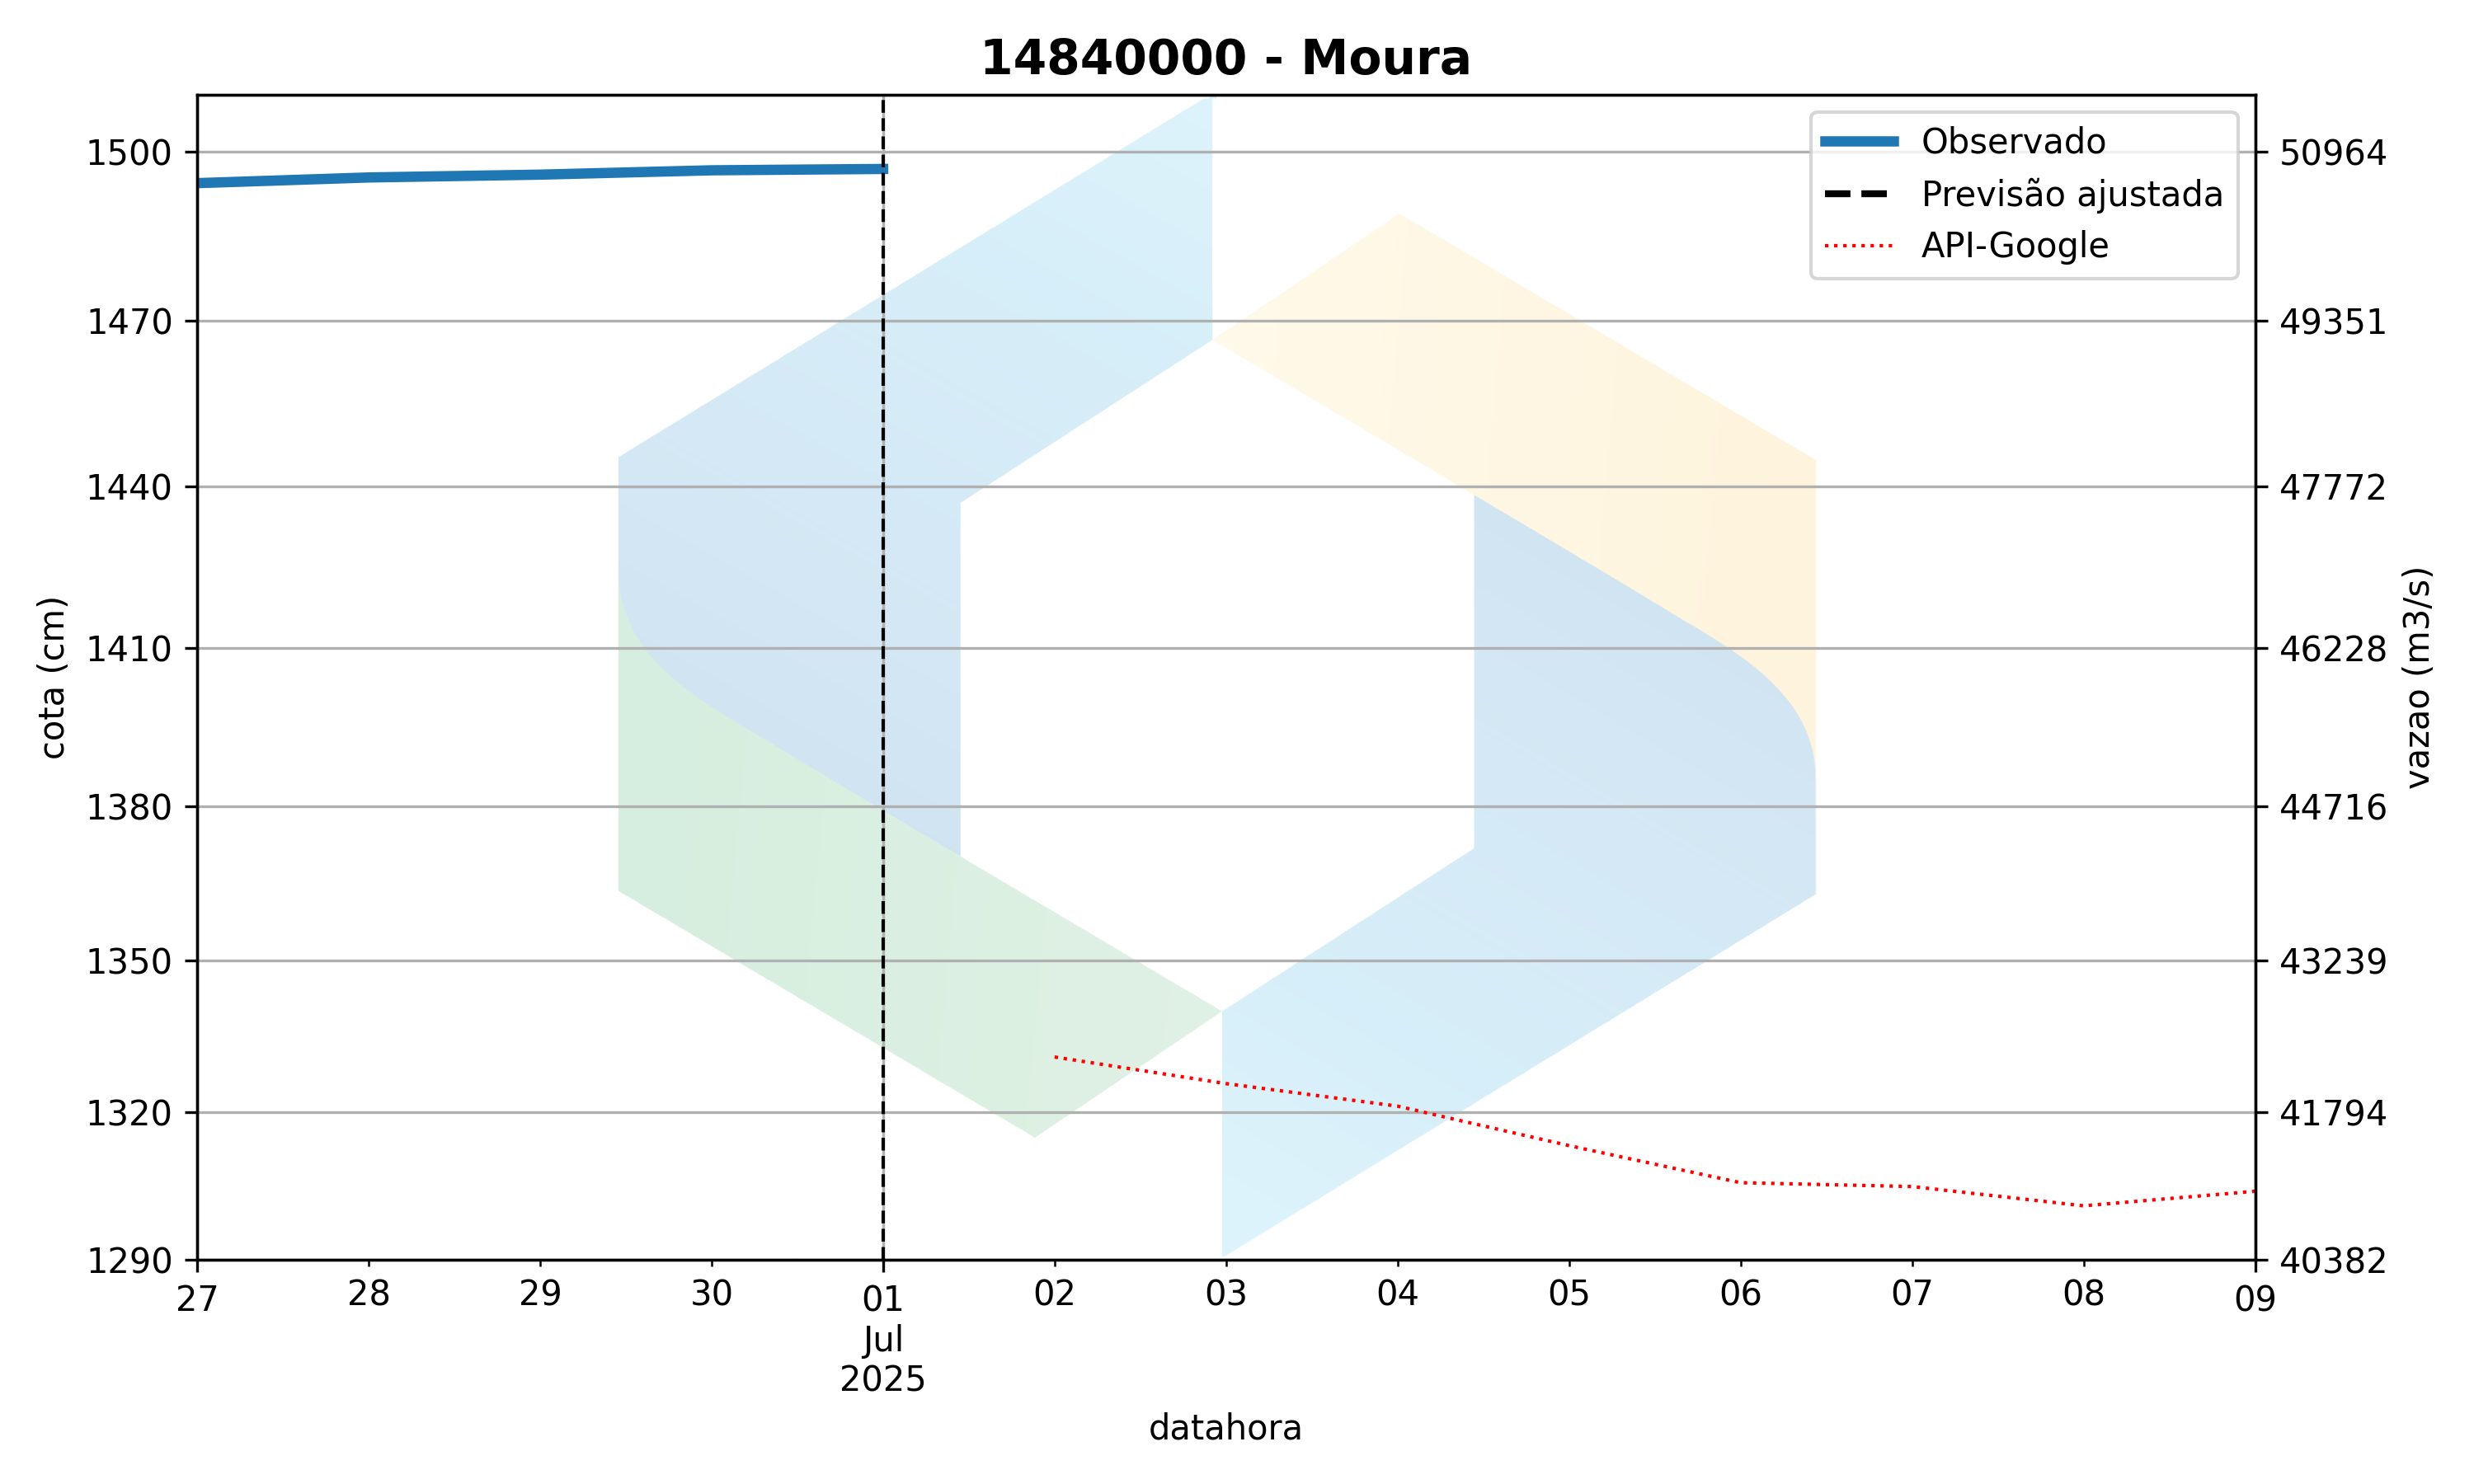 14840000 - Moura
Observado
Previsão ajustada
API-Google
1500
1470
1440
1410
1380
1350
1320
1290
cota (cm)
50964
49351
47772
46228
44716
43239
41794
40382
vazao (m3/s)
27 28 29 30 01 02 03 04 05 06 07 08 09
Jul
2025
datahora